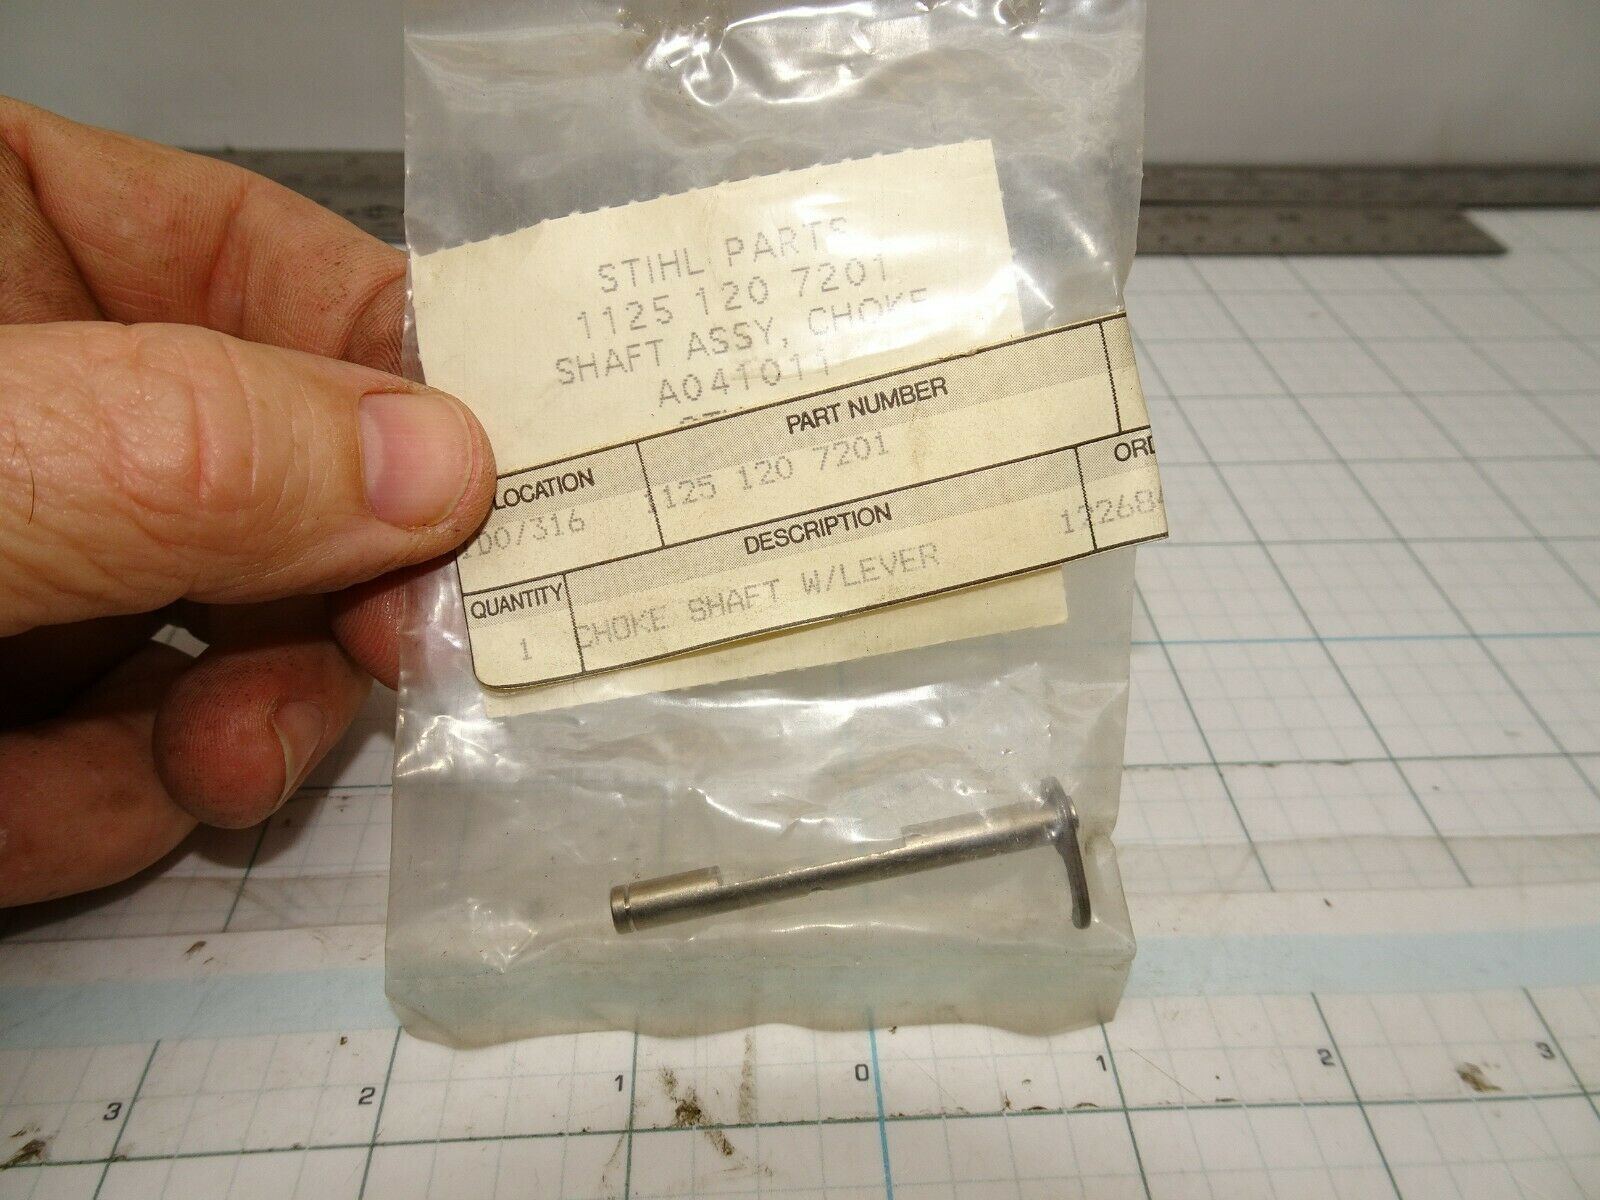 STIHL PARTS
1125 120 7201
SHAFT ASSY, CHOKE
A041011
LOCATION PART NUMBER
DO/316 1125 120 7201
QUANTITY DESCRIPTION ORD
1 CHOKE SHAFT W/LEVER
3 2 1 0 1 2 3